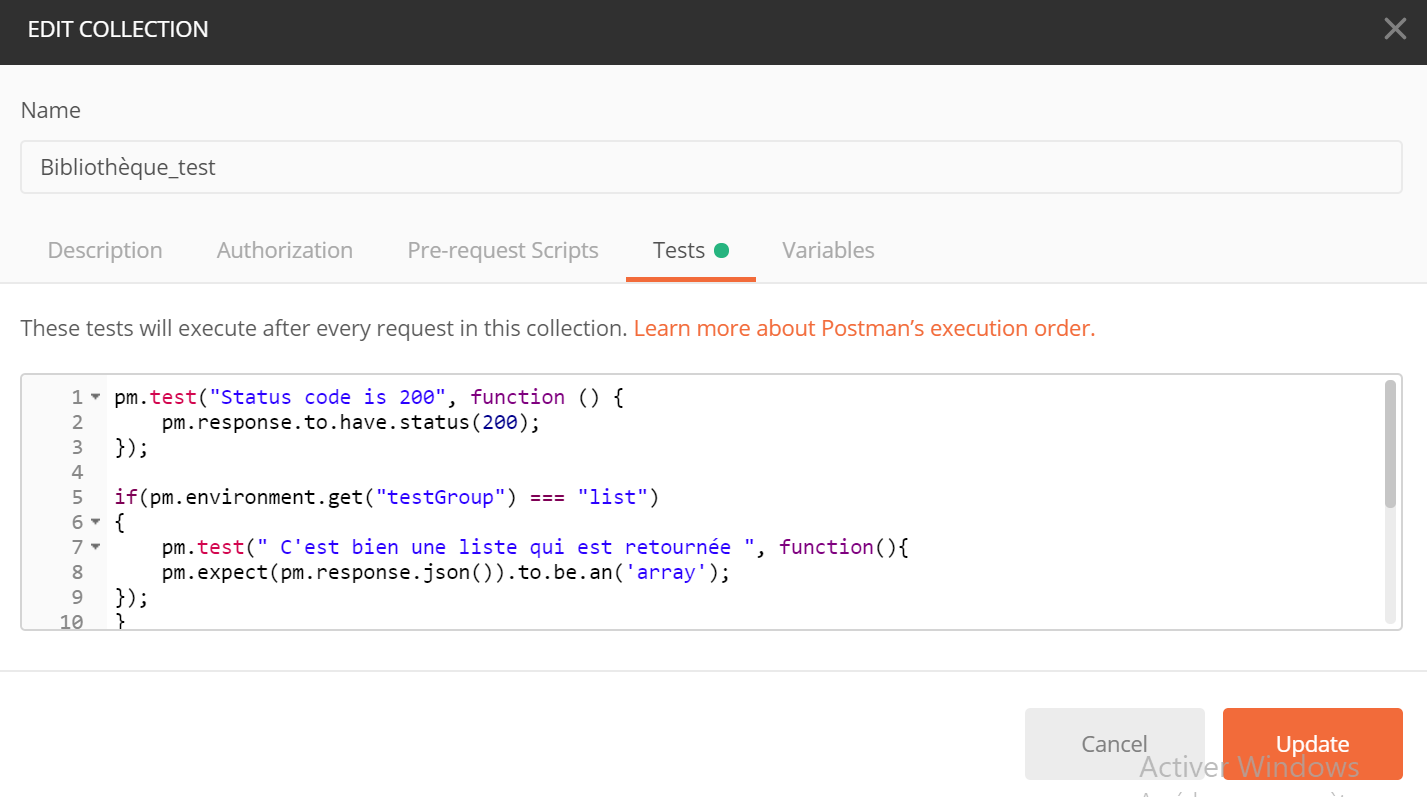 EDIT COLLECTION
Name
Bibliothèque_test
Description Authorization Pre-request Scripts Tests Variables
These tests will execute after every request in this collection. Learn more about Postman’s execution order.
1 pm.test("Status code is 200", function () {
2 pm.response.to.have.status(200);
3 });
4
5 if(pm.environment.get("testGroup") === "list")
6 {
7 pm.test(" C'est bien une liste qui est retournée ", function(){
8 pm.expect(pm.response.json()).to.be.an('array');
9 });
10 }
Cancel Update
Activer Windows